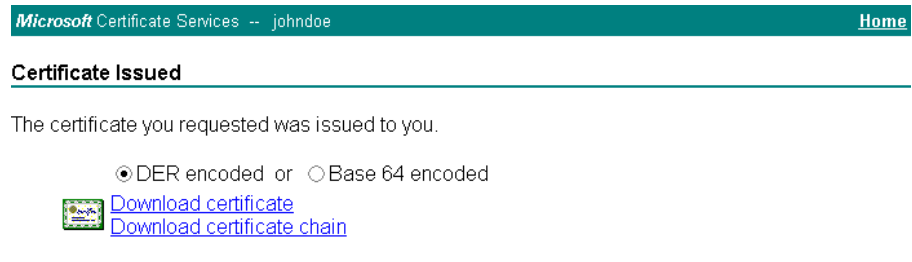 Microsoft Certificate Services -- johndoe Home
Certificate Issued
The certificate you requested was issued to you.
DER encoded or Base 64 encoded
Download certificate
Download certificate chain